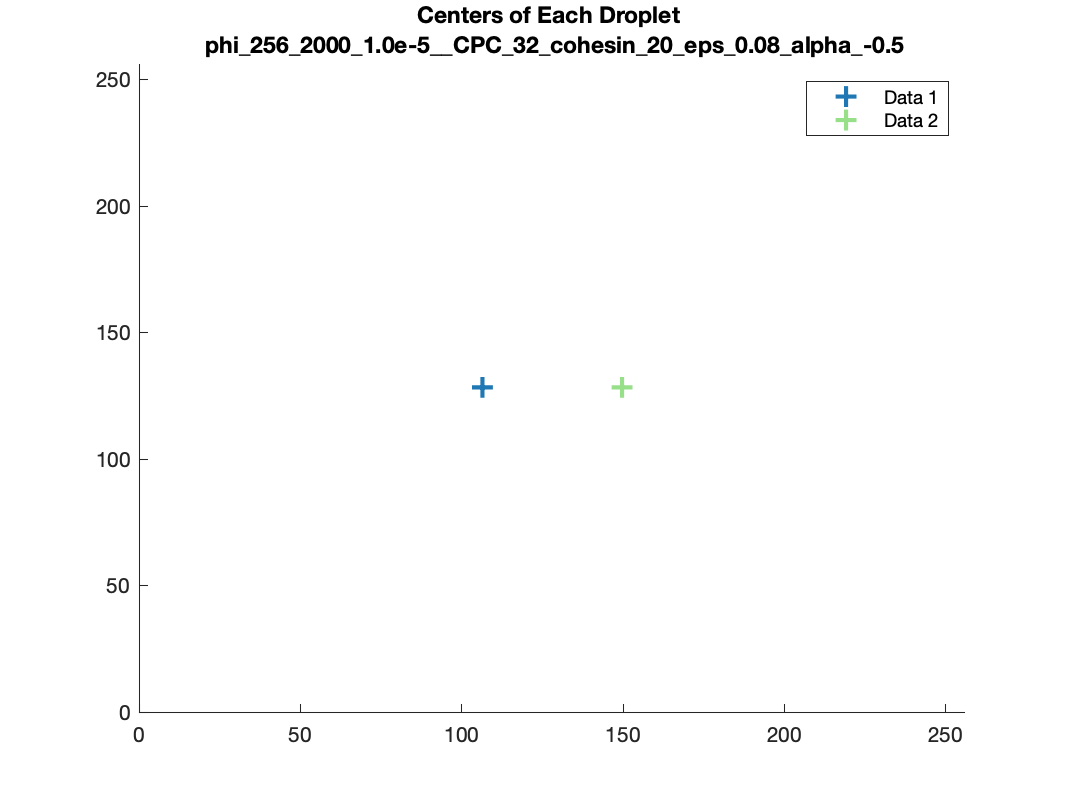 Centers of Each Droplet
phi_256_2000_1.0e-5__CPC_32_cohesin_20_eps_0.08_alpha_-0.5
Data 1
Data 2
250
200
150
100
50
0
0 50 100 150 200 250